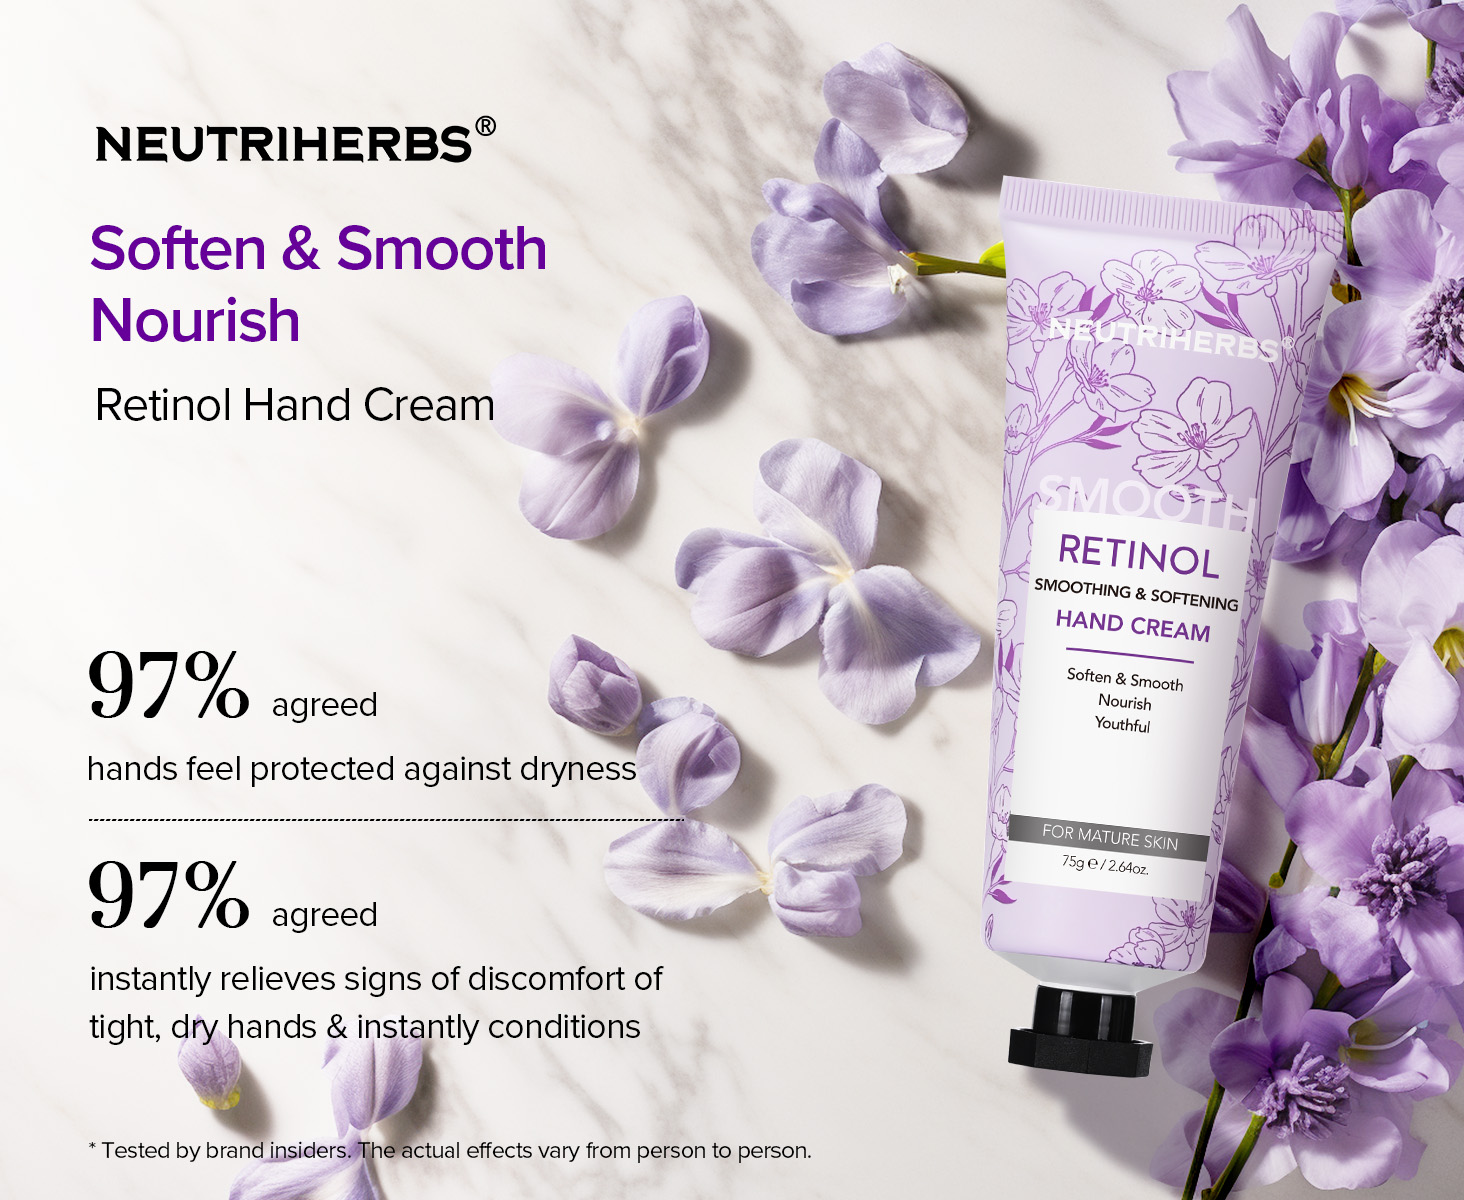 NEUTRIHERBS®
Soften & Smooth
Nourish
Retinol Hand Cream
97% agreed
hands feel protected against dryness
97% agreed
instantly relieves signs of discomfort of
tight, dry hands & instantly conditions
* Tested by brand insiders. The actual effects vary from person to person.
NEUTRIHERBS®
SMOOTH
RETINOL
SMOOTHING & SOFTENING
HAND CREAM
Soften & Smooth
Nourish
Youthful
FOR MATURE SKIN
75g ℮ / 2.64oz.